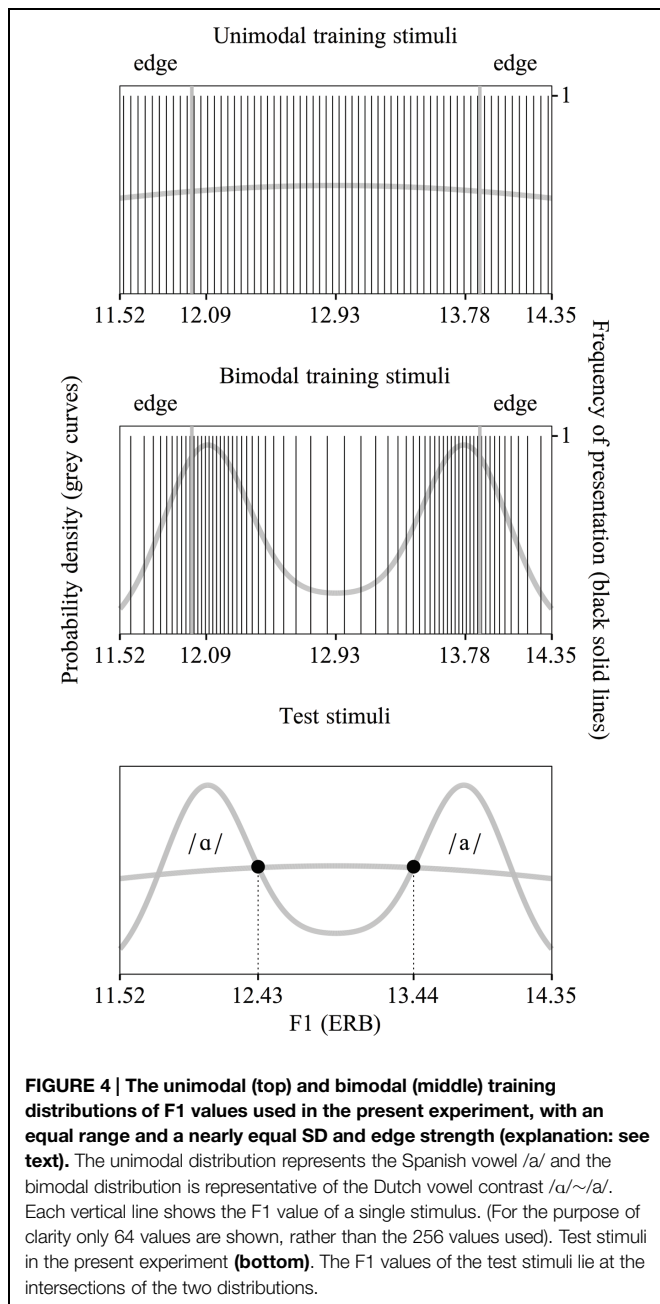 Unimodal training stimuli
edge edge
1
11.52 12.09 12.93 13.78 14.35
Probability density (grey curves)
Frequency of presentation (black solid lines)
Bimodal training stimuli
edge edge
1
11.52 12.09 12.93 13.78 14.35
Test stimuli
/ɑ/ /a/
11.52 12.43 13.44 14.35
F1 (ERB)
FIGURE 4 | The unimodal (top) and bimodal (middle) training
distributions of F1 values used in the present experiment, with an
equal range and a nearly equal SD and edge strength (explanation: see
text). The unimodal distribution represents the Spanish vowel /a/ and the
bimodal distribution is representative of the Dutch vowel contrast /ɑ/~/a/.
Each vertical line shows the F1 value of a single stimulus. (For the purpose of
clarity only 64 values are shown, rather than the 256 values used). Test stimuli
in the present experiment (bottom). The F1 values of the test stimuli lie at the
intersections of the two distributions.